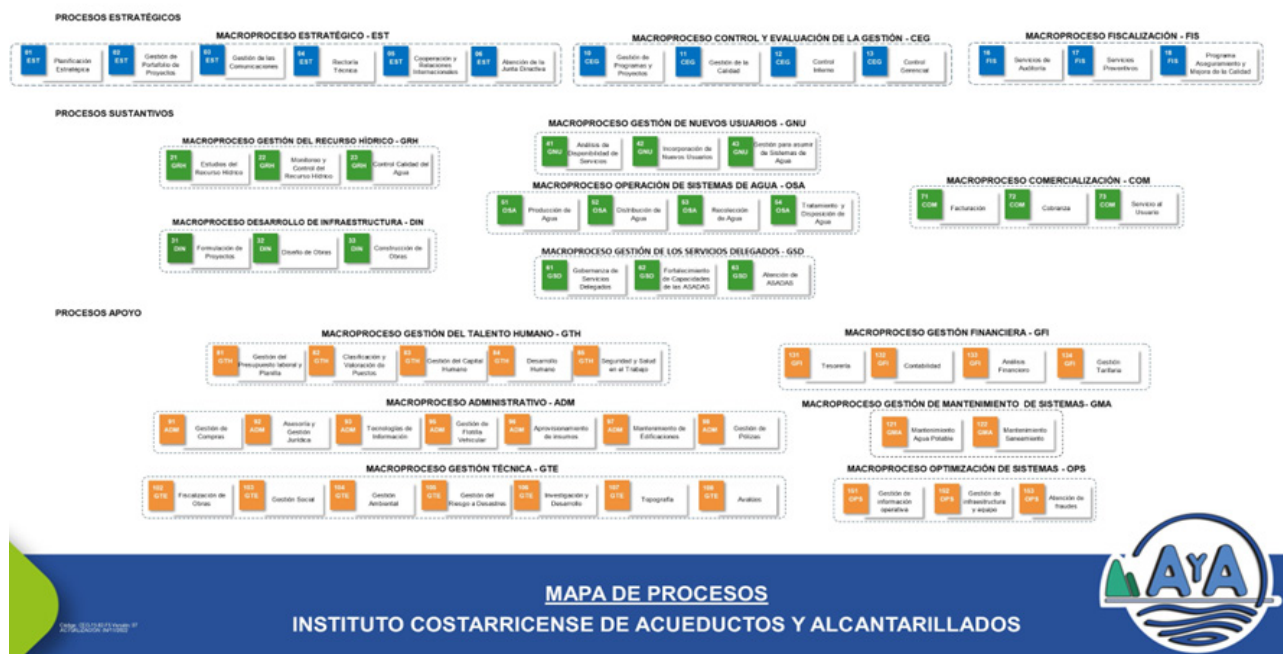 PROCESOS ESTRATÉGICOS
MACROPROCESO ESTRATÉGICO - EST
01 EST
Planificación
Estratégica
02 EST
Gestión de
Portafolio de
Proyectos
03 EST
Gestión de las
Comunicaciones
04 EST
Rectoría
Técnica
05 EST
Cooperación y
Relaciones
Internacionales
06 EST
Atención de la
Junta Directiva
MACROPROCESO CONTROL Y EVALUACIÓN DE LA GESTIÓN - CEG
10 CEG
Gestión de
Programas y
Proyectos
11 CEG
Gestión de la
Calidad
12 CEG
Control
Interno
13 CEG
Control
Gerencial
MACROPROCESO FISCALIZACIÓN - FIS
16 FIS
Servicios de
Auditoría
17 FIS
Servicios
Preventivos
18 FIS
Programa
Aseguramiento y
Mejora de la Calidad
PROCESOS SUSTANTIVOS
MACROPROCESO GESTIÓN DEL RECURSO HÍDRICO - GRH
21 GRH
Estudios del
Recurso Hídrico
22 GRH
Monitoreo y
Control del
Recurso Hídrico
23 GRH
Control Calidad del
Agua
MACROPROCESO DESARROLLO DE INFRAESTRUCTURA - DIN
31 DIN
Formulación de
Proyectos
32 DIN
Diseño de Obras
33 DIN
Construcción de
Obras
MACROPROCESO GESTIÓN DE NUEVOS USUARIOS - GNU
41 GNU
Análisis de
Disponibilidad de
Servicios
42 GNU
Incorporación de
Nuevos Usuarios
43 GNU
Gestión para asumir
de Sistemas de
Agua
MACROPROCESO OPERACIÓN DE SISTEMAS DE AGUA - OSA
51 OSA
Producción de
Agua
52 OSA
Distribución de
Agua
53 OSA
Recolección
de Agua
54 OSA
Tratamiento y
Disposición de
Agua
MACROPROCESO GESTIÓN DE LOS SERVICIOS DELEGADOS - GSD
61 GSD
Gobernanza de
Servicios
Delegados
62 GSD
Fortalecimiento
de Capacidades
de las ASADAS
63 GSD
Atención de
ASADAS
MACROPROCESO COMERCIALIZACIÓN - COM
71 COM
Facturación
72 COM
Cobranza
73 COM
Servicio al
Usuario
PROCESOS APOYO
MACROPROCESO GESTIÓN DEL TALENTO HUMANO - GTH
81 GTH
Gestión del
Presupuesto laboral y
Planilla
82 GTH
Clasificación y
Valoración de
Puestos
83 GTH
Gestión del Capital
Humano
84 GTH
Desarrollo
Humano
85 GTH
Seguridad y Salud
en el Trabajo
MACROPROCESO ADMINISTRATIVO - ADM
91 ADM
Gestión de
Compras
92 ADM
Asesoría y
Gestión
Jurídica
93 ADM
Tecnologías de
Información
95 ADM
Gestión de
Flotilla
Vehicular
96 ADM
Aprovisionamiento
de insumos
97 ADM
Mantenimiento de
Edificaciones
98 ADM
Gestión de
Pólizas
MACROPROCESO GESTIÓN TÉCNICA - GTE
102 GTE
Fiscalización de
Obras
103 GTE
Gestión Social
104 GTE
Gestión
Ambiental
105 GTE
Gestión del
Riesgo a Desastres
106 GTE
Investigación y
Desarrollo
107 GTE
Topografía
108 GTE
Avalúos
MACROPROCESO GESTIÓN FINANCIERA - GFI
131 GFI
Tesorería
132 GFI
Contabilidad
133 GFI
Análisis
Financiero
134 GFI
Gestión
Tarifaria
MACROPROCESO GESTIÓN DE MANTENIMIENTO DE SISTEMAS- GMA
121 GMA
Mantenimiento
Agua Potable
122 GMA
Mantenimiento
Saneamiento
MACROPROCESO OPTIMIZACIÓN DE SISTEMAS - OPS
GTE
Gestión de
información
operativa
OPS
Gestión de
infraestructura
y equipo
OPS
Atención de
fraudes
MAPA DE PROCESOS
INSTITUTO COSTARRICENSE DE ACUEDUCTOS Y ALCANTARILLADOS
AYA